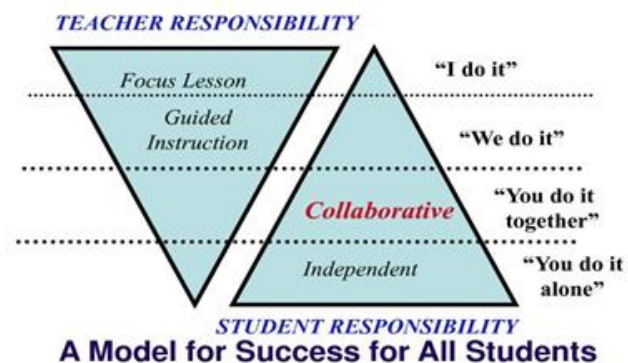 TEACHER RESPONSIBILITY
Focus Lesson
“I do it”
Guided
Instruction
“We do it”
Collaborative
“You do it
together”
Independent
“You do it
alone”
STUDENT RESPONSIBILITY
A Model for Success for All Students